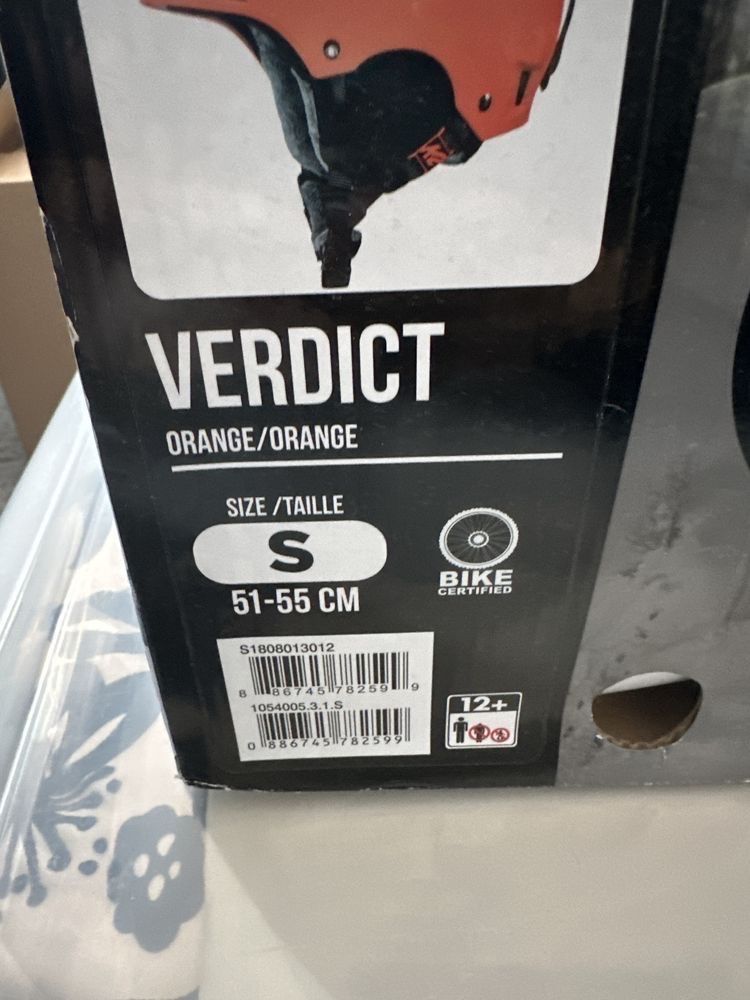 VERDICT
ORANGE/ORANGE
SIZE /TAILLE
S
51-55 CM
BIKE
CERTIFIED
S1808013012
8 86745 78259 9
1054005.3.1.S
0 886745 782599
12+